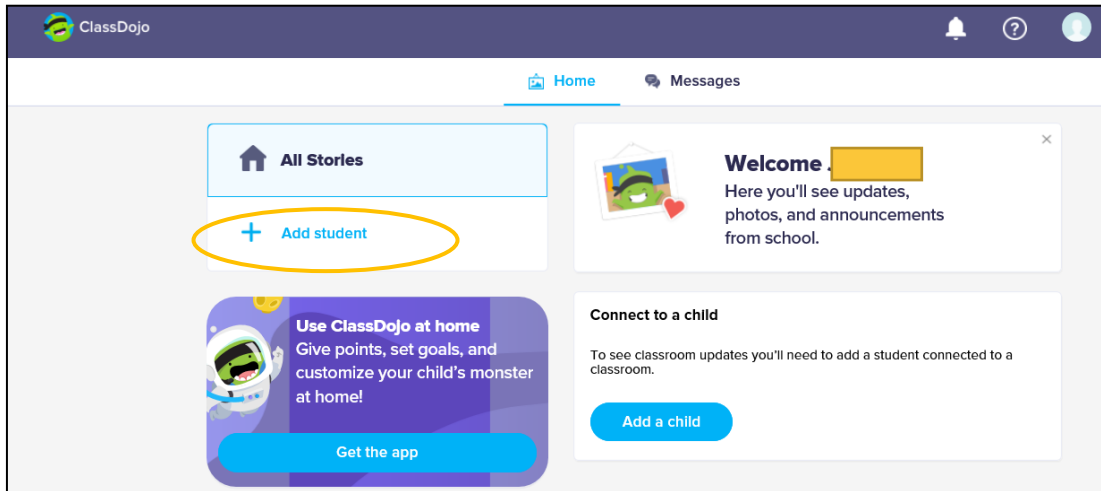 ClassDojo
Home
Messages
All Stories
Add student
Welcome .
Here you'll see updates,
photos, and announcements
from school.
Use ClassDojo at home
Give points, set goals, and
customize your child's monster
at home!
Get the app
Connect to a child
To see classroom updates you'll need to add a student connected to a
classroom.
Add a child